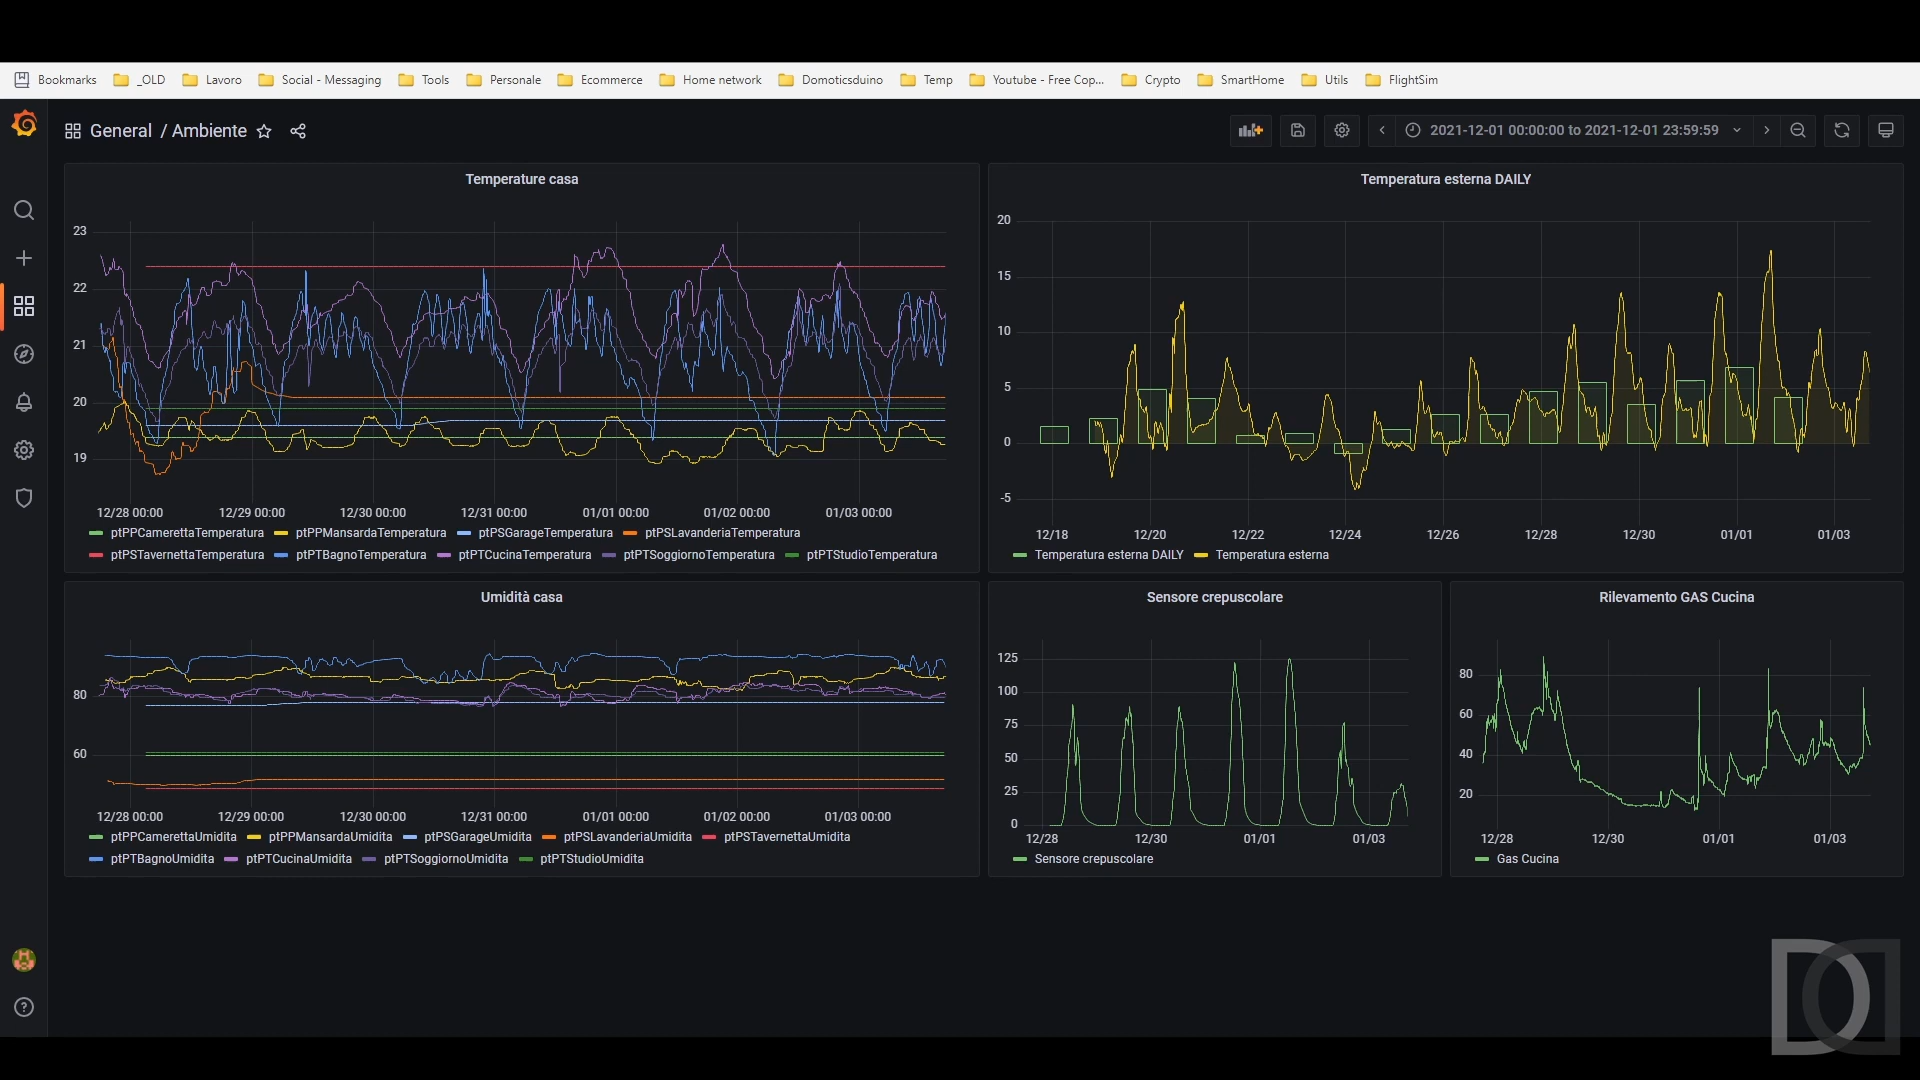 Bookmarks _OLD Lavoro Social - Messaging Tools Personale Ecommerce Home network Domoticsduino Temp Youtube - Free Cop... Crypto SmartHome Utils FlightSim
General / Ambiente
2021-12-01 00:00:00 to 2021-12-01 23:59:59
Temperature casa
23
22
21
20
19
12/28 00:00 12/29 00:00 12/30 00:00 12/31 00:00 01/01 00:00 01/02 00:00 01/03 00:00
ptPPCamerettaTemperatura ptPPMansardaTemperatura ptPSGarageTemperatura ptPSLavanderiaTemperatura
ptPSTavernettaTemperatura ptPTBagnoTemperatura ptPTCucinaTemperatura ptPTSoggiornoTemperatura ptPTStudioTemperatura
Temperatura esterna DAILY
20
15
10
5
0
-5
12/18 12/20 12/22 12/24 12/26 12/28 12/30 01/01 01/03
Temperatura esterna DAILY Temperatura esterna
Umidità casa
80
60
12/28 00:00 12/29 00:00 12/30 00:00 12/31 00:00 01/01 00:00 01/02 00:00 01/03 00:00
ptPPCamerettaUmidita ptPPMansardaUmidita ptPSGarageUmidita ptPSLavanderiaUmidita ptPSTavernettaUmidita
ptPTBagnoUmidita ptPTCucinaUmidita ptPTSoggiornoUmidita ptPTStudioUmidita
Sensore crepuscolare
125
100
75
50
25
0
12/28 12/30 01/01 01/03
Sensore crepuscolare
Rilevamento GAS Cucina
80
60
40
20
12/28 12/30 01/01 01/03
Gas Cucina